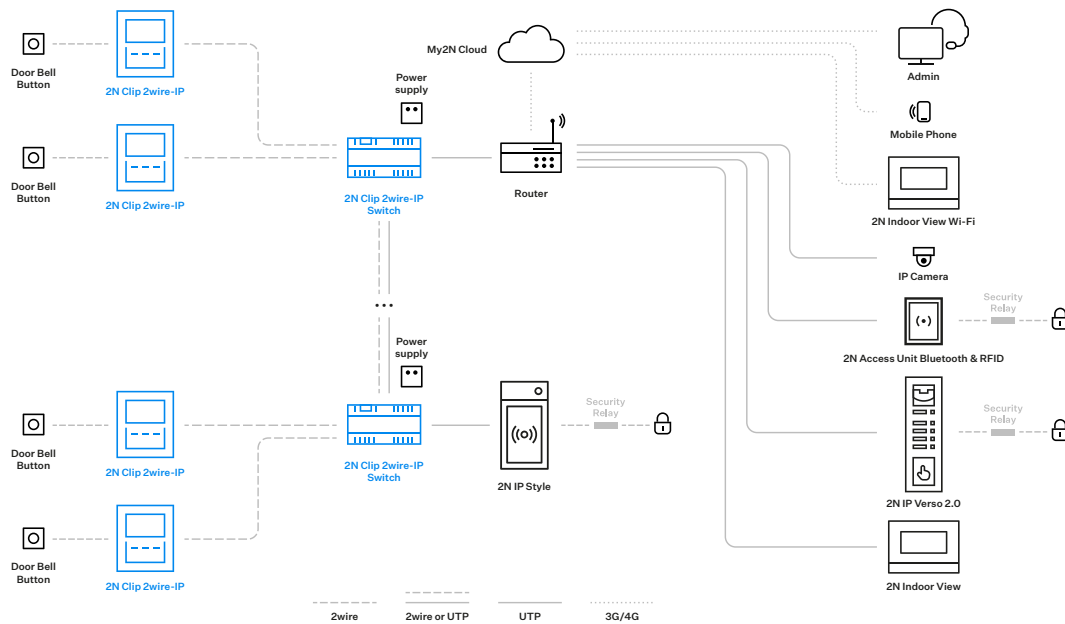 My2N Cloud
Admin
Door Bell
Button
2N Clip 2wire-IP
Power
supply
Mobile Phone
Door Bell
Button
2N Clip 2wire-IP
2N Clip 2wire-IP
Switch
Router
2N Indoor View Wi-Fi
IP Camera
Security
Relay
2N Access Unit Bluetooth & RFID
Power
supply
Door Bell
Button
2N Clip 2wire-IP
2N Clip 2wire-IP
Switch
Security
Relay
2N IP Style
Security
Relay
2N IP Verso 2.0
Door Bell
Button
2N Clip 2wire-IP
2N Indoor View
2wire
2wire or UTP
UTP
3G/4G